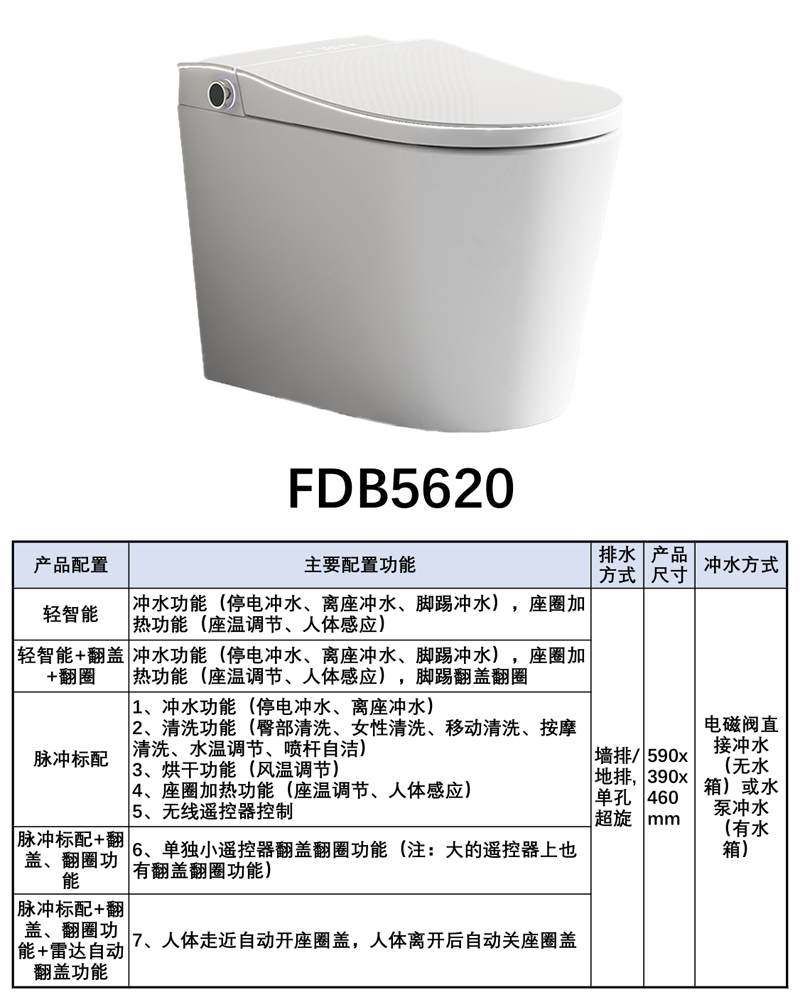 FDB5620
产品配置
主要配置功能
排水
方式
产品
尺寸
冲水方式
轻智能
冲水功能（停电冲水、离座冲水、脚踢冲水），座圈加
热功能（座温调节、人体感应）
轻智能+翻盖
+翻圈
冲水功能（停电冲水、离座冲水、脚踢冲水），座圈加
热功能（座温调节、人体感应），脚踢翻盖翻圈
脉冲标配
1、冲水功能（停电冲水、离座冲水）
2、清洗功能（臀部清洗、女性清洗、移动清洗、按摩
清洗、水温调节、喷杆自洁）
3、烘干功能（风温调节）
4、座圈加热功能（座温调节、人体感应）
5、无线遥控器控制
脉冲标配+翻
盖、翻圈功
能
6、单独小遥控器翻盖翻圈功能（注：大的遥控器上也
有翻盖翻圈功能）
脉冲标配+翻
盖、翻圈功
能+雷达自动
翻盖功能
7、人体走近自动开座圈盖，人体离开后自动关座圈盖
墙排/
地排,
单孔
超旋
590x
390x
460
mm
电磁阀直
接冲水
（无水
箱）或水
泵冲水
（有水
箱）